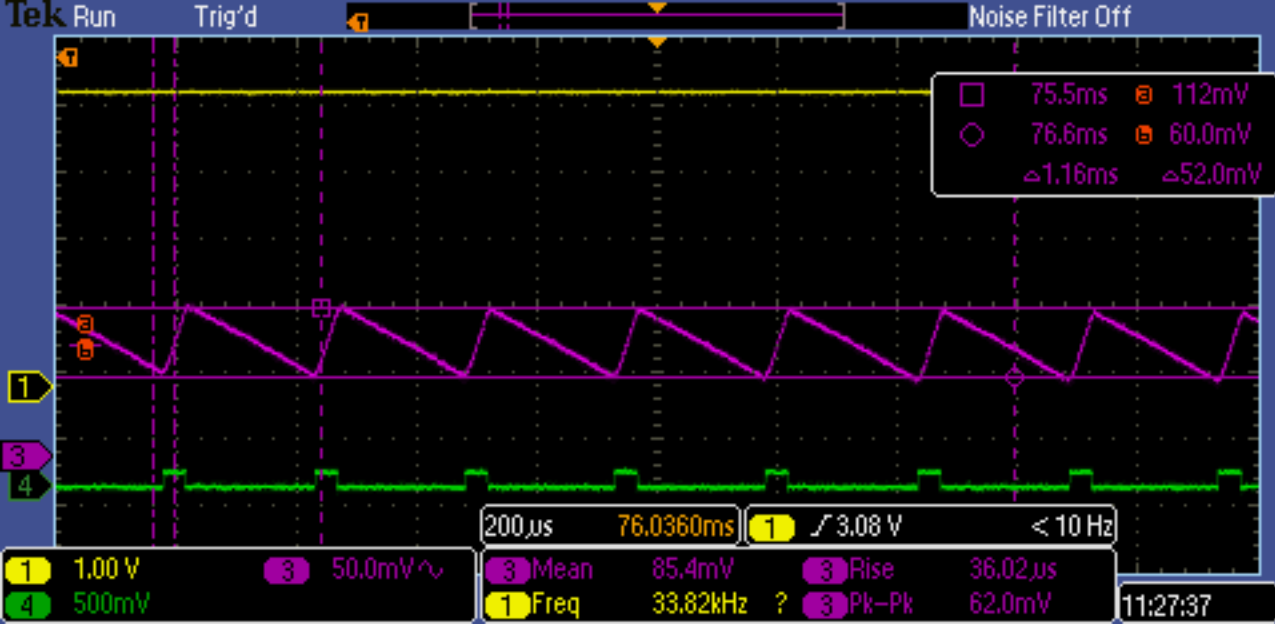 Tek Run Trig'd T Noise Filter Off
T
75.5ms a 112mV
76.6ms b 60.0mV
△1.16ms △52.0mV
a
b
1
3
4
200µs 76.0360ms 1 3.08 V < 10 Hz
1 1.00 V 3 50.0mV 3 Mean 85.4mV 3 Rise 36.02µs
4 500mV 1 Freq 33.82kHz ? 3 Pk-Pk 62.0mV
11:27:37